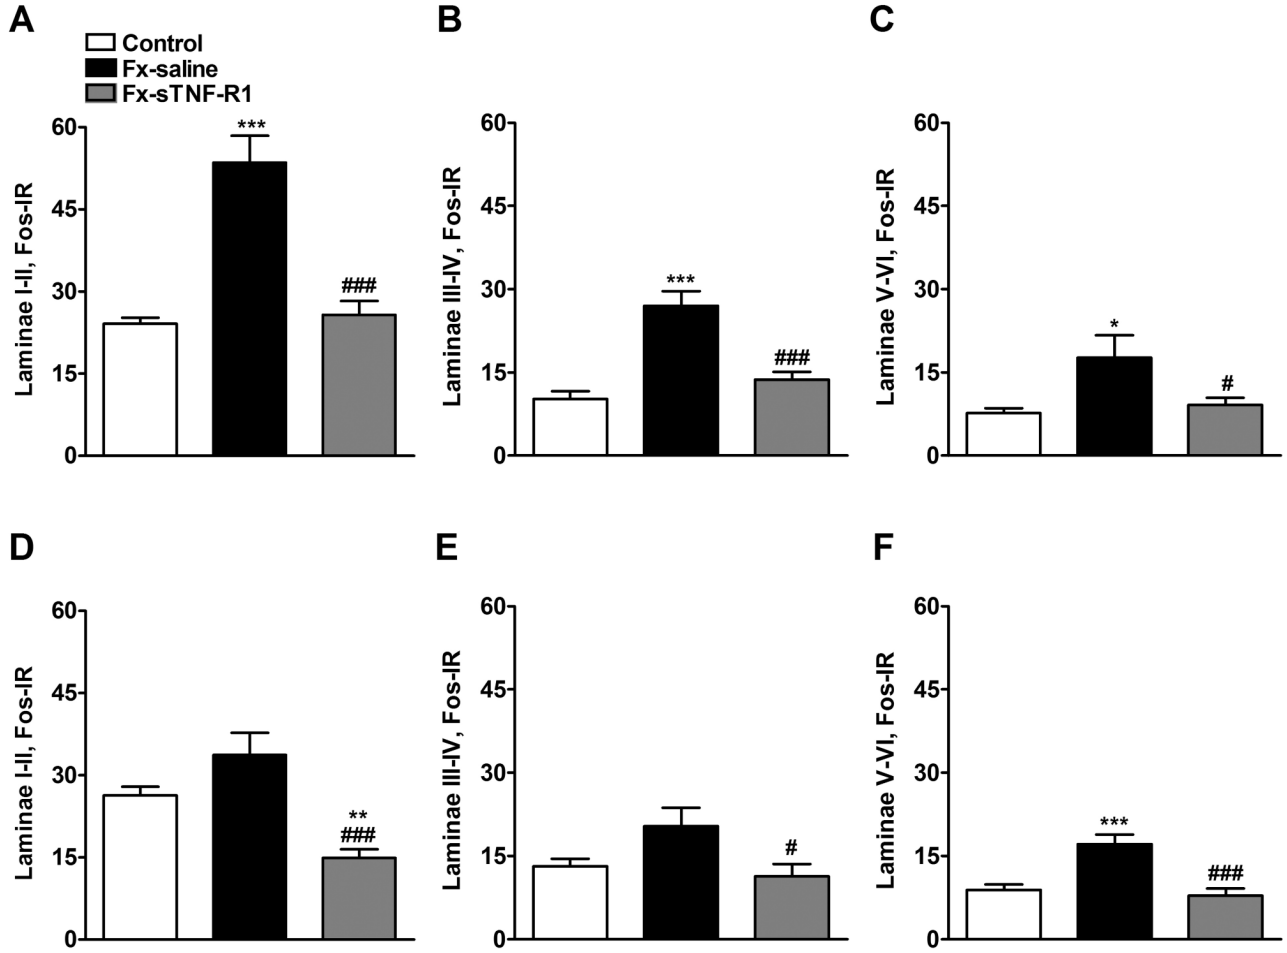 A
Control
Fx-saline
Fx-sTNF-R1
Laminae I-II, Fos-IR
60
45
30
15
0
***
###
B
Laminae III-IV, Fos-IR
60
45
30
15
0
***
###
C
Laminae V-VI, Fos-IR
60
45
30
15
0
*
#
D
Laminae I-II, Fos-IR
60
45
30
15
0
**
###
E
Laminae III-IV, Fos-IR
60
45
30
15
0
#
F
Laminae V-VI, Fos-IR
60
45
30
15
0
***
###